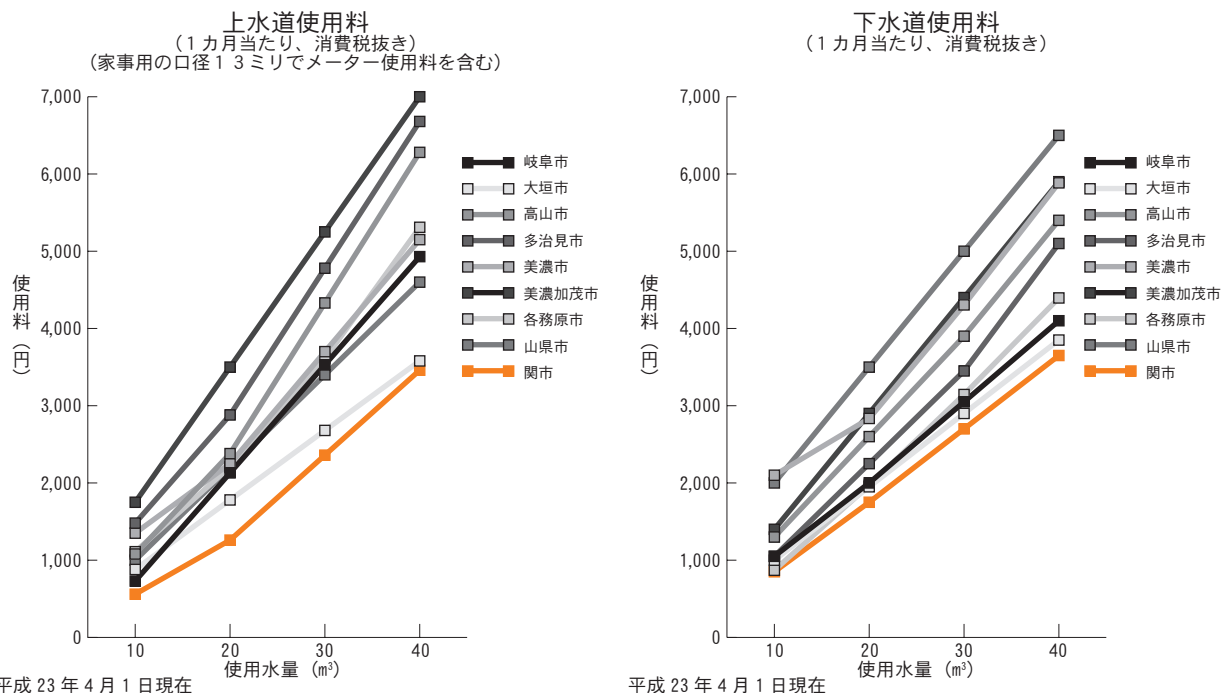 上水道使用料
（１カ月当たり、消費税抜き）
（家事用の口径１３ミリでメーター使用料を含む）
7,000
6,000
5,000
4,000
3,000
2,000
1,000
0
使用料（円）
10 20 30 40
使用水量（m³）
岐阜市
大垣市
高山市
多治見市
美濃市
美濃加茂市
各務原市
山県市
関市
平成 23 年 4 月 1 日現在
下水道使用料
（１カ月当たり、消費税抜き）
7,000
6,000
5,000
4,000
3,000
2,000
1,000
0
使用料（円）
10 20 30 40
使用水量（m³）
岐阜市
大垣市
高山市
多治見市
美濃市
美濃加茂市
各務原市
山県市
関市
平成 23 年 4 月 1 日現在